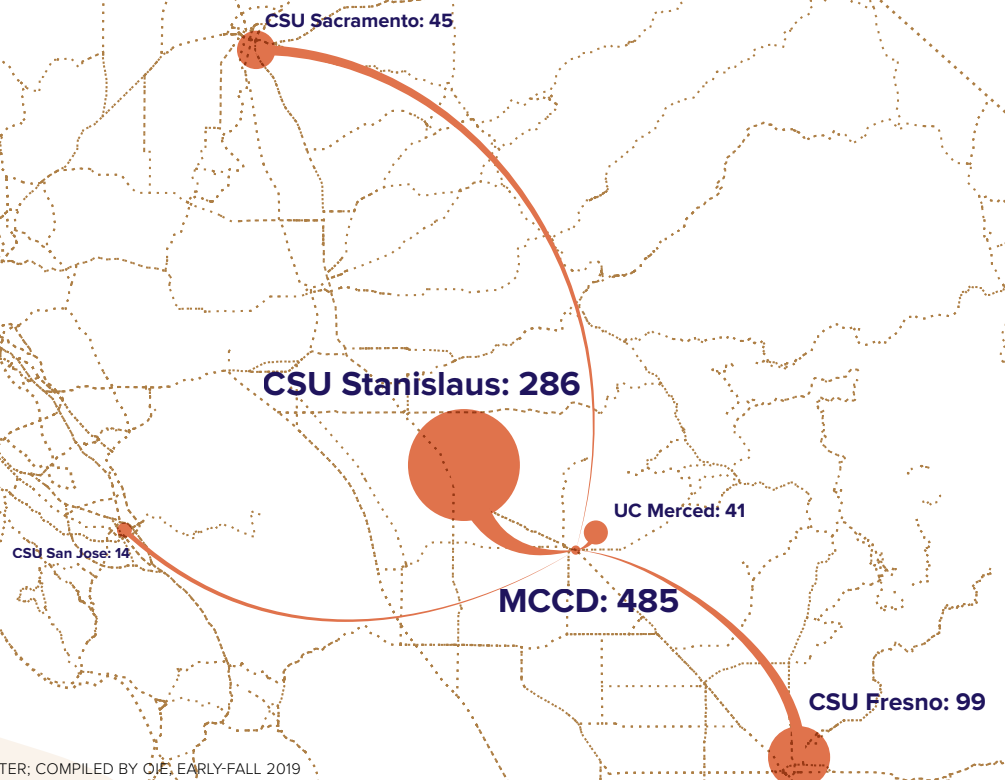 CSU Sacramento: 45
CSU Stanislaus: 286
UC Merced: 41
CSU San Jose: 14
MCCD: 485
CSU Fresno: 99
TER; COMPILED BY OIE, EARLY-FALL 2019